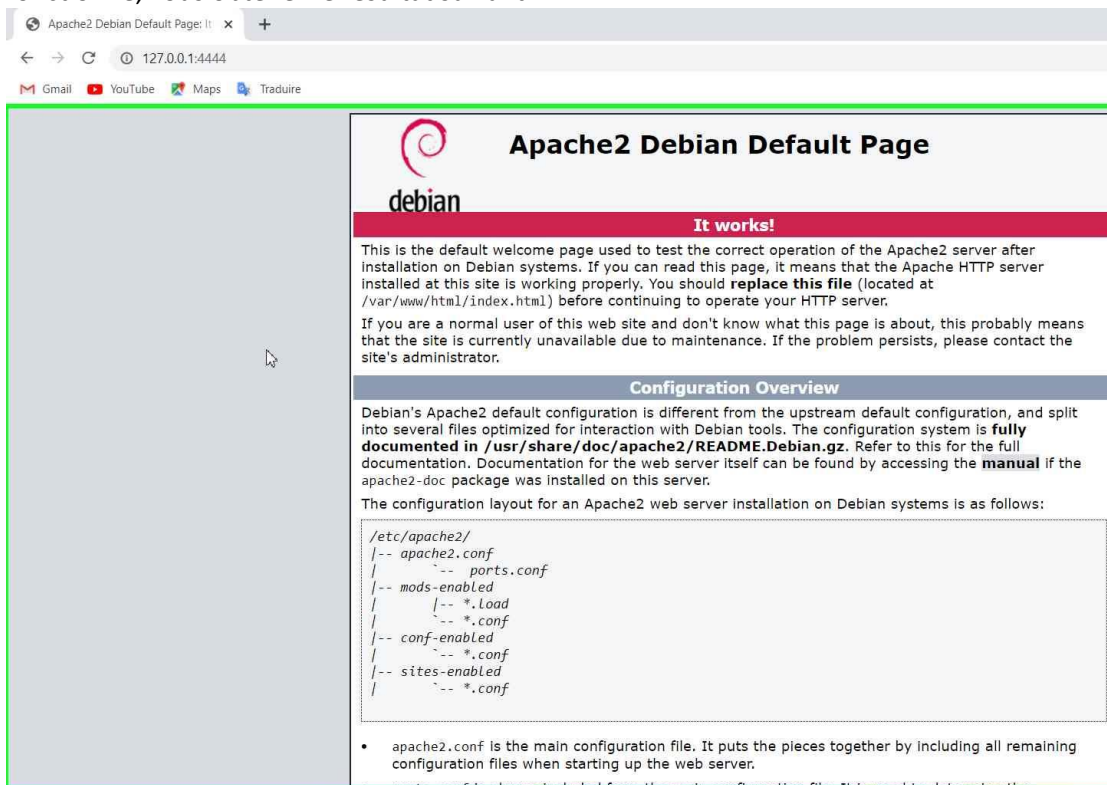 Apache2 Debian Default Page: It
127.0.0.1:4444
Gmail YouTube Maps Traduire
debian
Apache2 Debian Default Page
It works!
This is the default welcome page used to test the correct operation of the Apache2 server after
installation on Debian systems. If you can read this page, it means that the Apache HTTP server
installed at this site is working properly. You should replace this file (located at
/var/www/html/index.html) before continuing to operate your HTTP server.
If you are a normal user of this web site and don't know what this page is about, this probably means
that the site is currently unavailable due to maintenance. If the problem persists, please contact the
site's administrator.
Configuration Overview
Debian's Apache2 default configuration is different from the upstream default configuration, and split
into several files optimized for interaction with Debian tools. The configuration system is fully
documented in /usr/share/doc/apache2/README.Debian.gz. Refer to this for the full
documentation. Documentation for the web server itself can be found by accessing the manual if the
apache2-doc package was installed on this server.
The configuration layout for an Apache2 web server installation on Debian systems is as follows:
/etc/apache2/
|-- apache2.conf
|       `--  ports.conf
|-- mods-enabled
|       |-- *.load
|       `-- *.conf
|-- conf-enabled
|       `-- *.conf
|-- sites-enabled
|       `-- *.conf
• apache2.conf is the main configuration file. It puts the pieces together by including all remaining
configuration files when starting up the web server.